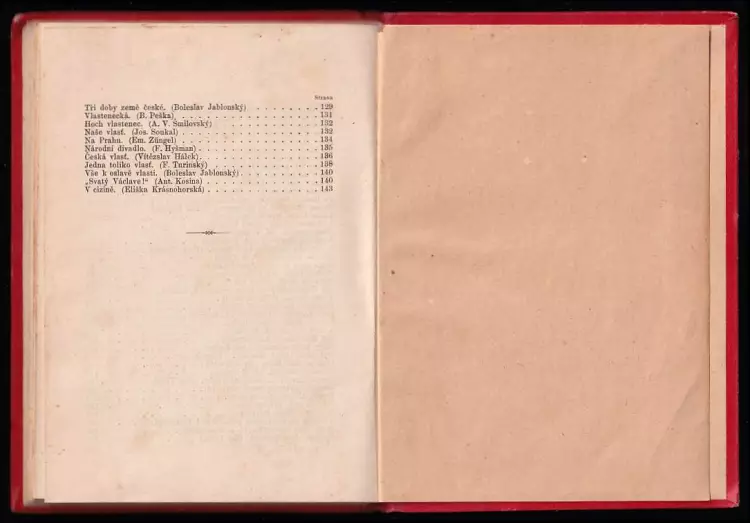 Strana
Tři doby země české. (Boleslav Jablonský) . . . . . . . 129
Vlastenecká. (B. Peška) . . . . . . . . . . . . . . . 131
Hoch vlastenec. (A. V. Šmilovský) . . . . . . . . . . . 132
Naše vlasť. (Jos. Soukal) . . . . . . . . . . . . . . 132
Na Prahu. (Em. Züngel) . . . . . . . . . . . . . . . 134
Národní divadlo. (F. Hyšman) . . . . . . . . . . . . . 135
Česká vlasť. (Vítězslav Hálek) . . . . . . . . . . . . 136
Jedna toliko vlasť. (F. Turinský) . . . . . . . . . . . 138
Vše k oslavě vlasti. (Boleslav Jablonský) . . . . . . . . 140
„Svatý Václave!" (Ant. Kosina) . . . . . . . . . . . . 140
V cizině. (Eliška Krásnohorská) . . . . . . . . . . . . 143